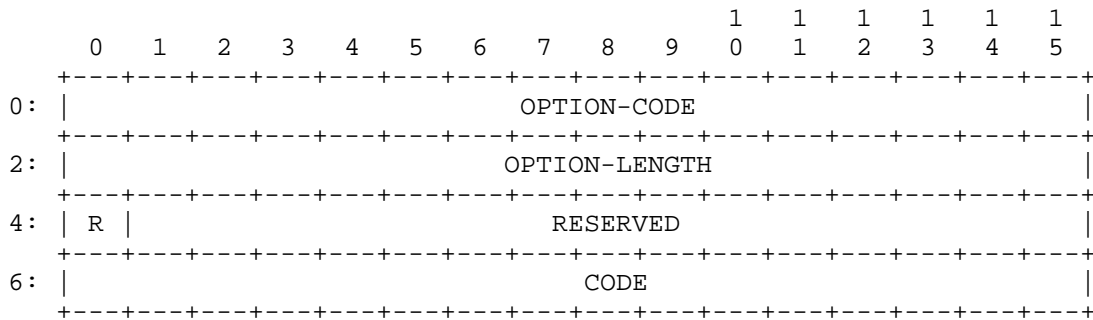 1   1   1   1   1   1
     0   1   2   3   4   5   6   7   8   9   0   1   2   3   4   5
   +---+---+---+---+---+---+---+---+---+---+---+---+---+---+---+---+
0: |                          OPTION-CODE                          |
   +---+---+---+---+---+---+---+---+---+---+---+---+---+---+---+---+
2: |                         OPTION-LENGTH                         |
   +---+---+---+---+---+---+---+---+---+---+---+---+---+---+---+---+
4: | R |                         RESERVED                          |
   +---+---+---+---+---+---+---+---+---+---+---+---+---+---+---+---+
6: |                              CODE                             |
   +---+---+---+---+---+---+---+---+---+---+---+---+---+---+---+---+